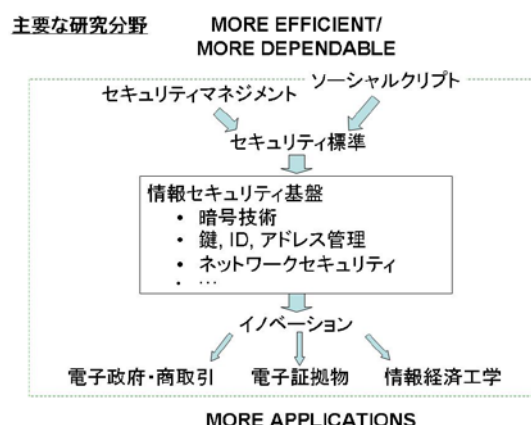 主要な研究分野
MORE EFFICIENT/
MORE DEPENDABLE
ソーシャルクリプト
セキュリティマネジメント
セキュリティ標準
情報セキュリティ基盤
• 暗号技術
• 鍵, ID, アドレス管理
• ネットワークセキュリティ
• …
イノベーション
電子政府・商取引 電子証拠物 情報経済工学
MORE APPLICATIONS